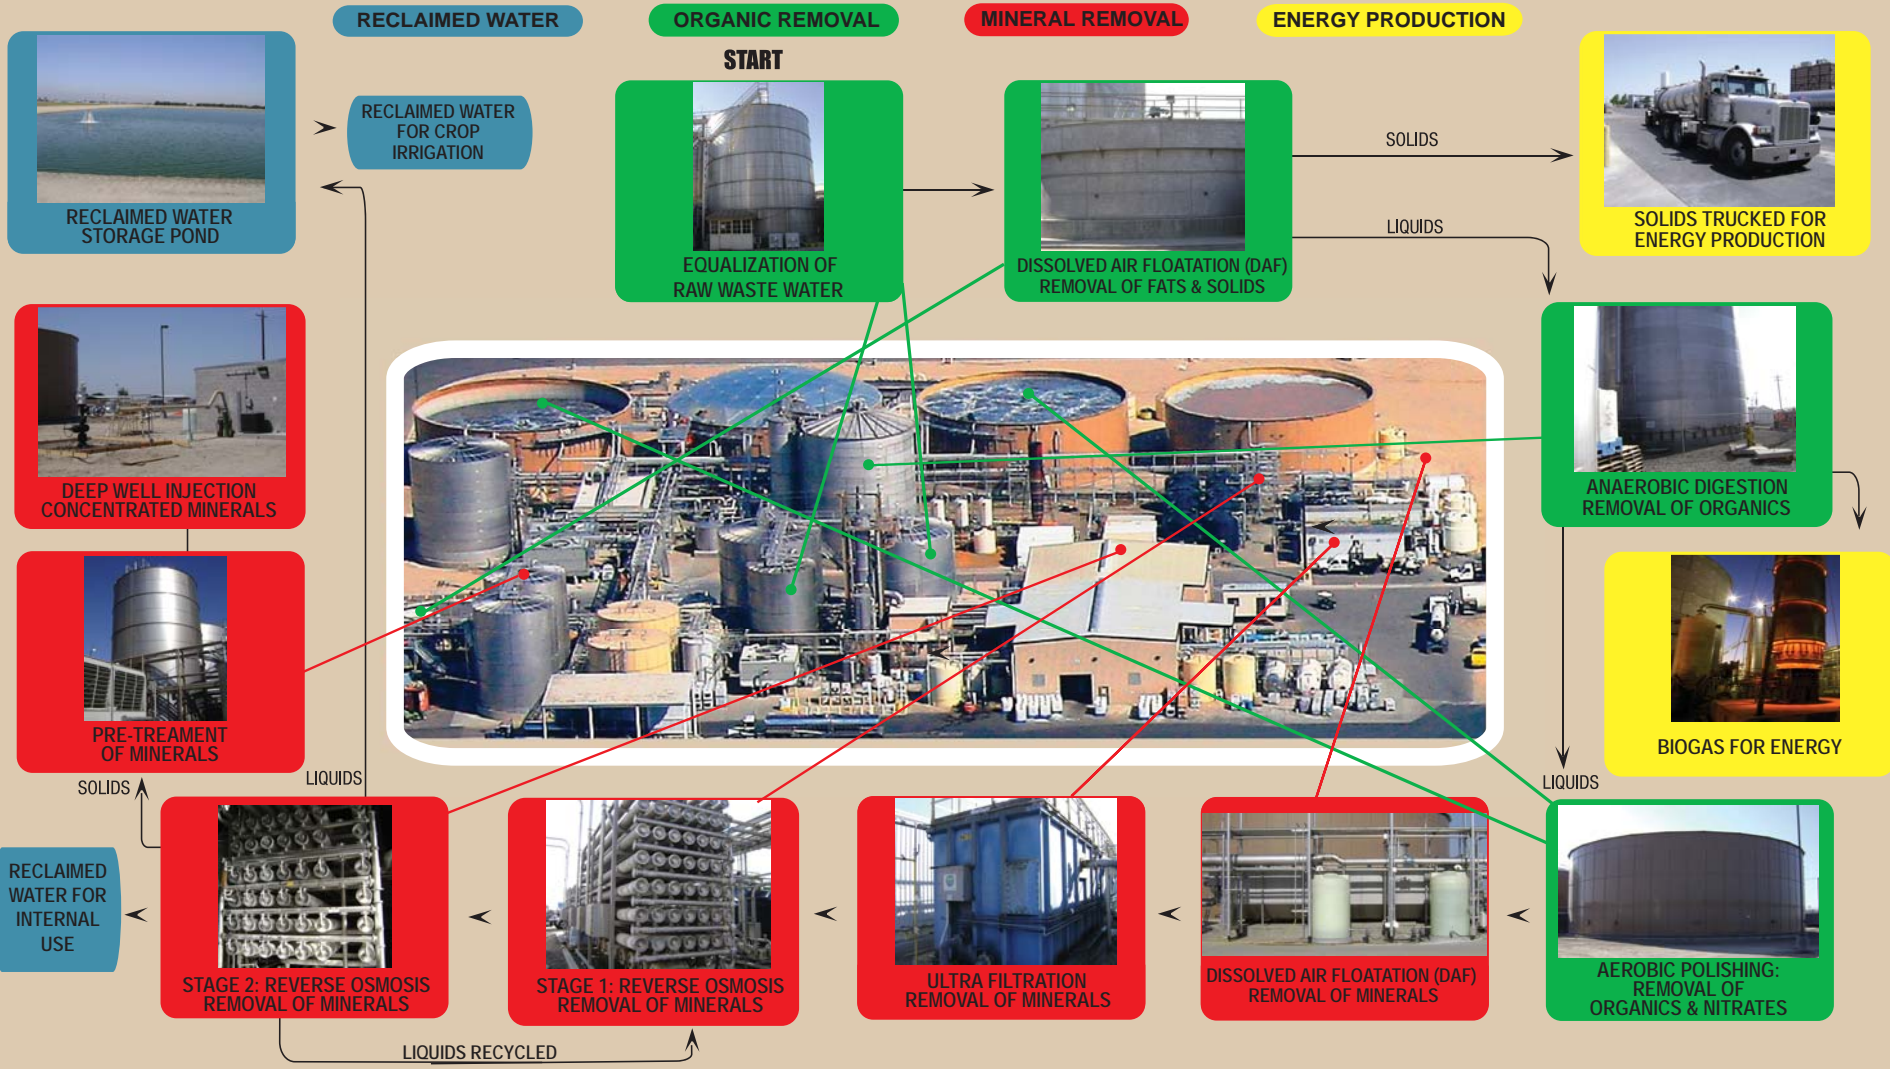 RECLAIMED WATER
ORGANIC REMOVAL
MINERAL REMOVAL
ENERGY PRODUCTION
START
RECLAIMED WATER
STORAGE POND
RECLAIMED WATER
FOR CROP
IRRIGATION
EQUALIZATION OF
RAW WASTE WATER
DISSOLVED AIR FLOATATION (DAF)
REMOVAL OF FATS & SOLIDS
SOLIDS
LIQUIDS
SOLIDS TRUCKED FOR
ENERGY PRODUCTION
DEEP WELL INJECTION
CONCENTRATED MINERALS
ANAEROBIC DIGESTION
REMOVAL OF ORGANICS
PRE-TREAMENT
OF MINERALS
BIOGAS FOR ENERGY
SOLIDS
LIQUIDS
LIQUIDS
RECLAIMED
WATER FOR
INTERNAL
USE
STAGE 2: REVERSE OSMOSIS
REMOVAL OF MINERALS
STAGE 1: REVERSE OSMOSIS
REMOVAL OF MINERALS
ULTRA FILTRATION
REMOVAL OF MINERALS
DISSOLVED AIR FLOATATION (DAF)
REMOVAL OF MINERALS
AEROBIC POLISHING:
REMOVAL OF
ORGANICS & NITRATES
LIQUIDS RECYCLED